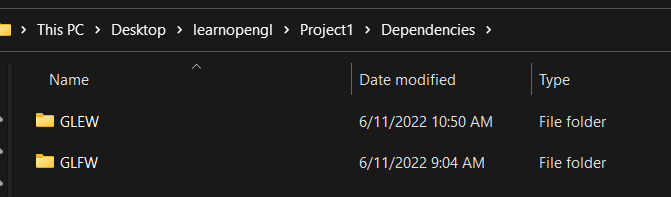 This PC > Desktop > learnopengl > Project1 > Dependencies >
Name Date modified Type
GLEW 6/11/2022 10:50 AM File folder
GLFW 6/11/2022 9:04 AM File folder